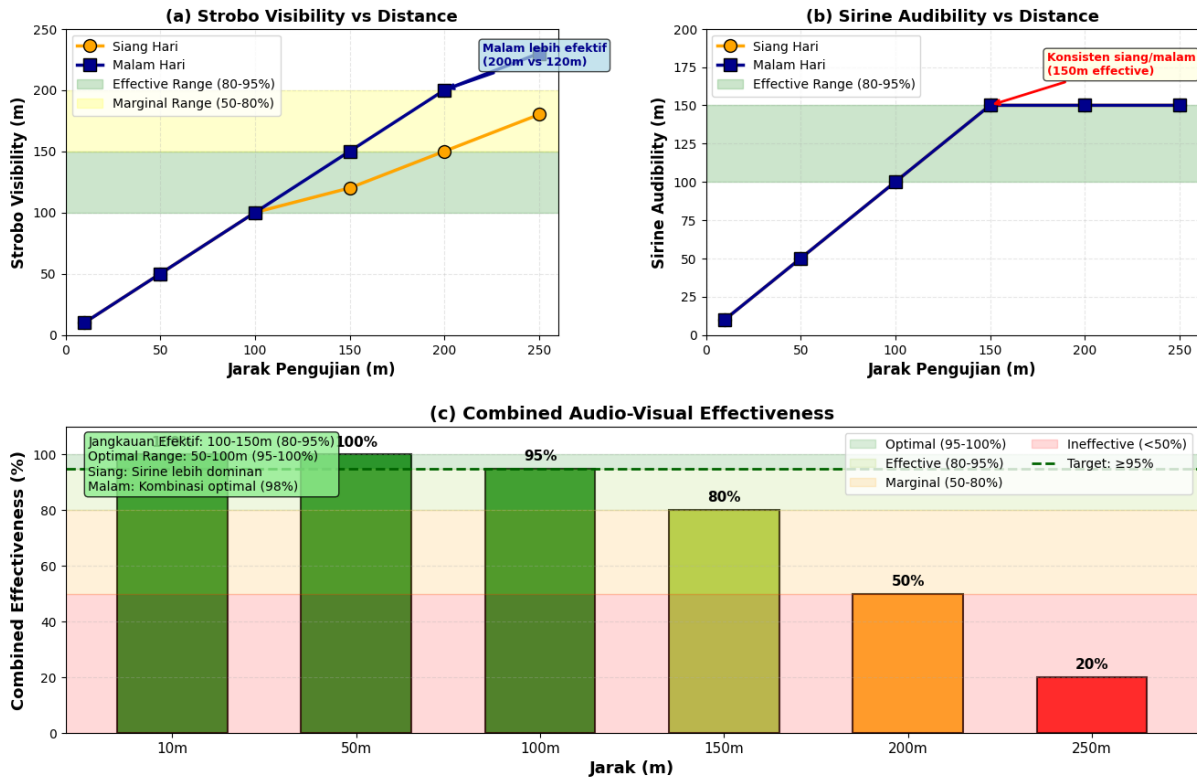 (a) Strobo Visibility vs Distance
Strobo Visibility (m)
250
200
150
100
50
0
Siang Hari
Malam Hari
Effective Range (80-95%)
Marginal Range (50-80%)
Malam lebih efektif
(200m vs 120m)
0
50
100
150
200
250
Jarak Pengujian (m)
(b) Sirine Audibility vs Distance
Sirine Audibility (m)
200
175
150
125
100
75
50
25
0
Siang Hari
Malam Hari
Effective Range (80-95%)
Konsisten siang/malam
(150m effective)
0
50
100
150
200
250
Jarak Pengujian (m)
(c) Combined Audio-Visual Effectiveness
Combined Effectiveness (%)
100
80
60
40
20
0
Jangkauan Efektif: 100-150m (80-95%)
Optimal Range: 50-100m (95-100%)
Siang: Sirine lebih dominan
Malam: Kombinasi optimal (98%)
100%
100%
95%
80%
50%
20%
Optimal (95-100%)
Effective (80-95%)
Marginal (50-80%)
Ineffective (<50%)
Target: ≥95%
10m
50m
100m
150m
200m
250m
Jarak (m)